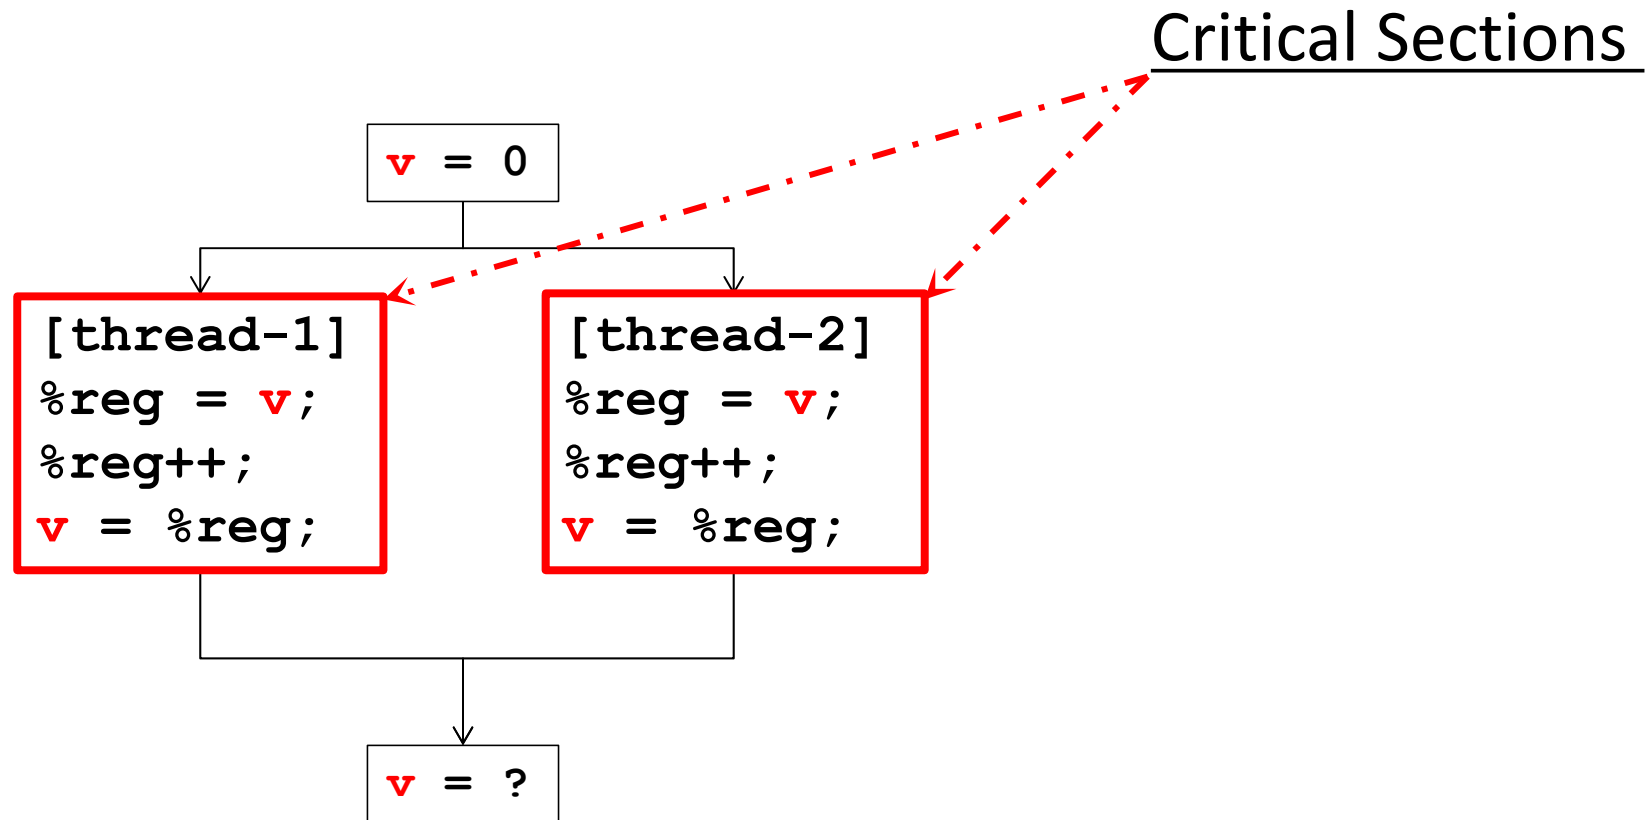 Critical Sections
v = 0
[thread-1]
%reg = v;
%reg++;
v = %reg;
[thread-2]
%reg = v;
%reg++;
v = %reg;
v = ?